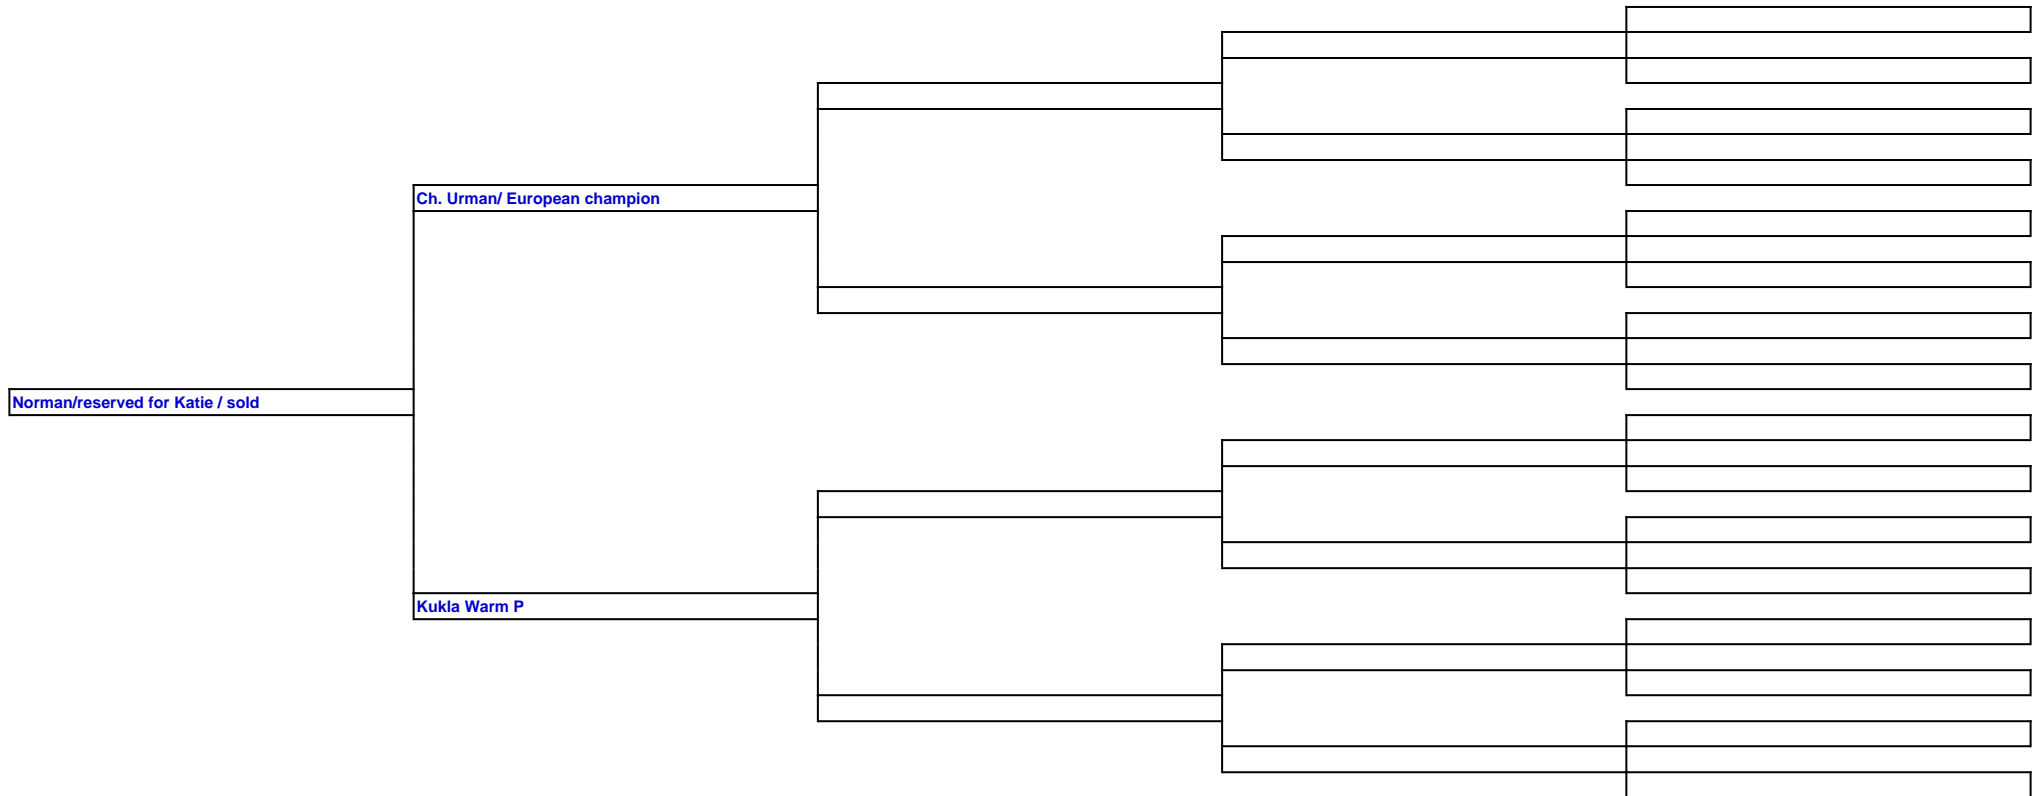 Ch. Urman/ European champion
Norman/reserved for Katie / sold
Kukla Warm P